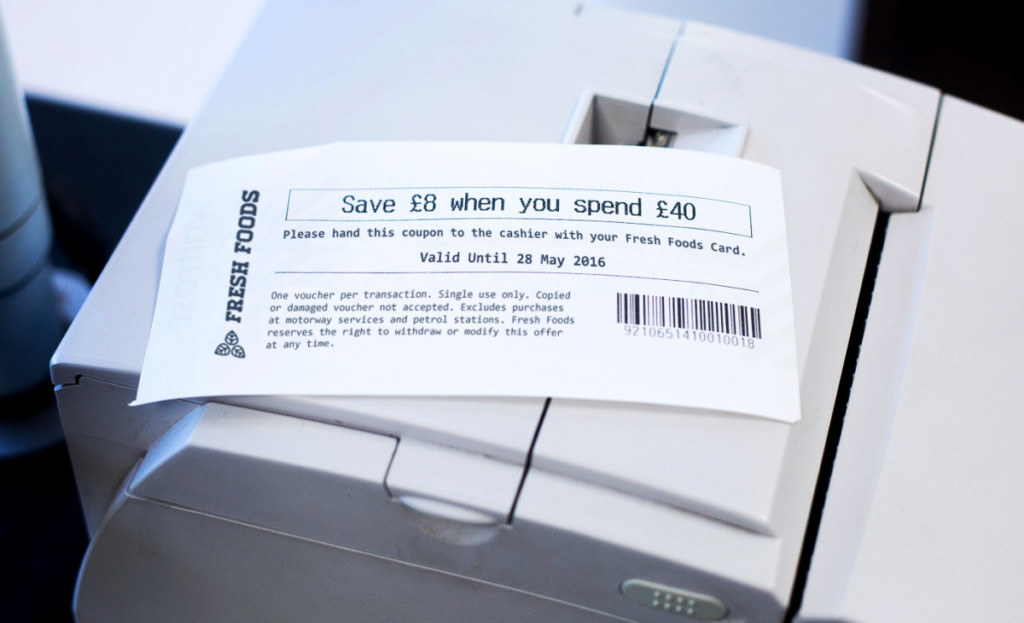 FRESH FOODS
Save £8 when you spend £40
Please hand this coupon to the cashier with your Fresh Foods Card.
Valid Until 28 May 2016
One voucher per transaction. Single use only. Copied
or damaged voucher not accepted. Excludes purchases
at motorway services and petrol stations. Fresh Foods
reserves the right to withdraw or modify this offer
at any time.
9210651410010018